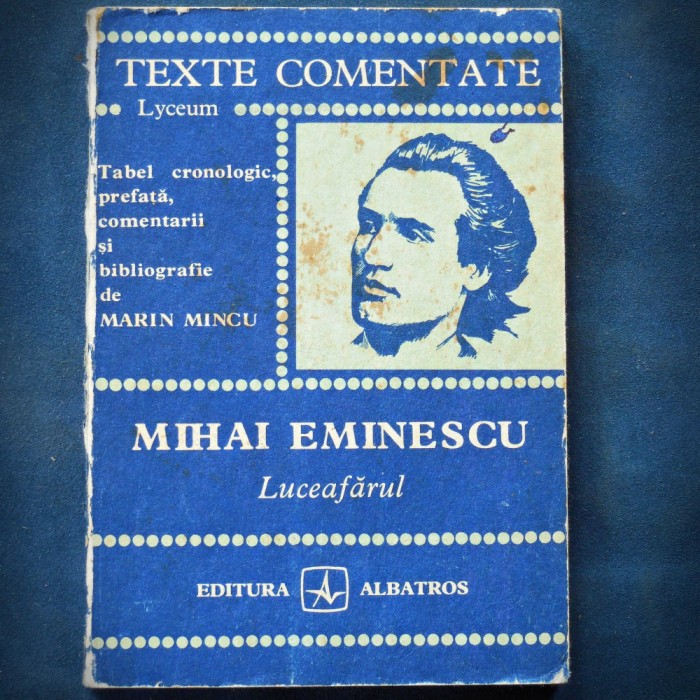 TEXTE COMENTATE
Lyceum
Tabel cronologic,
prefață,
comentarii
și
bibliografie
de
MARIN MINCU
MIHAI EMINESCU
Luceafărul
EDITURA ALBATROS